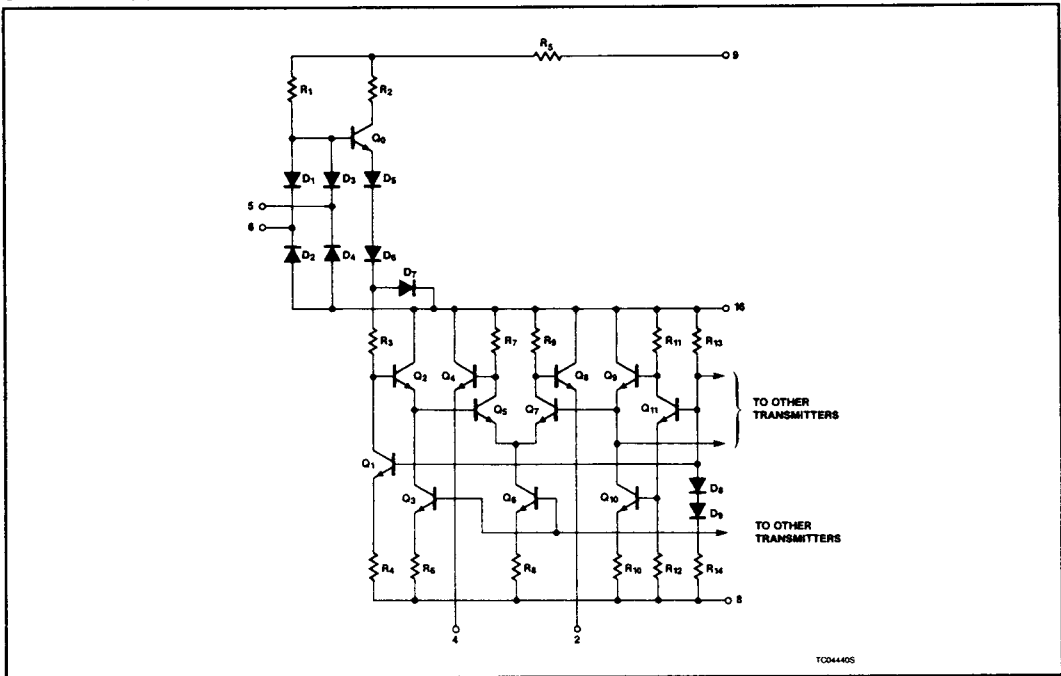 R5
9
R1
R2
Q0
D1
D3
D5
5
6
D2
D4
D6
D7
16
R3
R7
R9
R11
R13
Q2
Q4
Q8
Q9
Q5
Q7
Q11
TO OTHER
TRANSMITTERS
Q1
Q3
Q6
Q10
D8
D9
TO OTHER
TRANSMITTERS
R4
R6
R8
R10
R12
R14
8
4
2
TC04440S